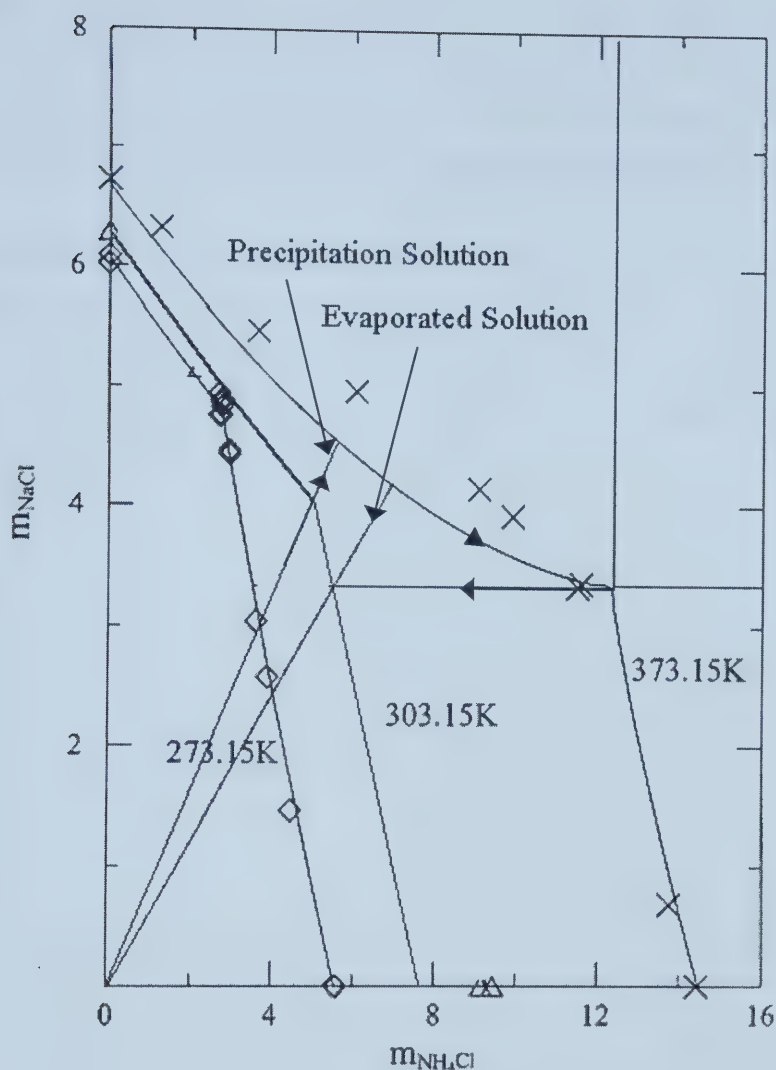 8
Precipitation Solution
6
Evaporated Solution
4
m_NaCl
373.15K
303.15K
2
273.15K
0
4
8
12
16
m_NH₄Cl